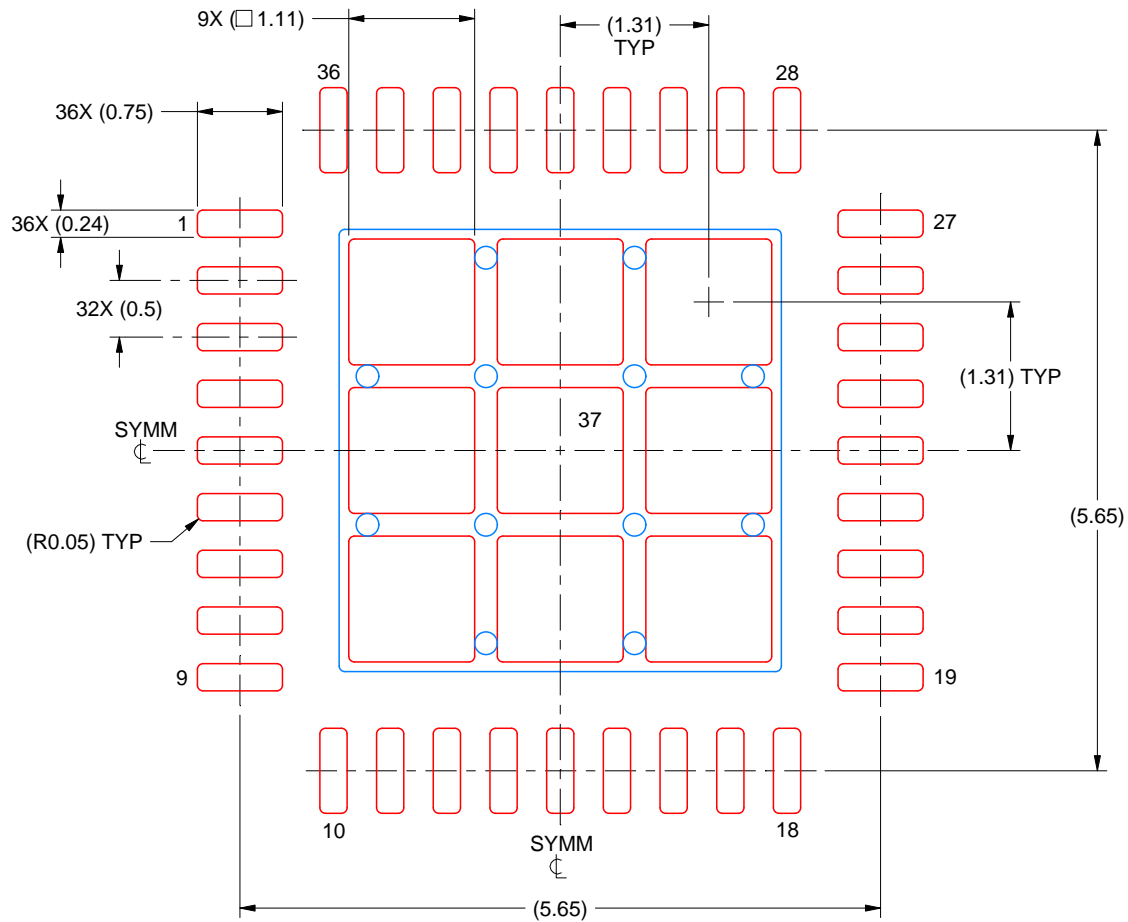 9X (□ 1.11)
(1.31)
TYP
36
28
36X (0.75)
1
36X (0.24)
27
32X (0.5)
(1.31) TYP
37
SYMM
℄
(5.65)
(R0.05) TYP
9
19
10
18
SYMM
℄
(5.65)